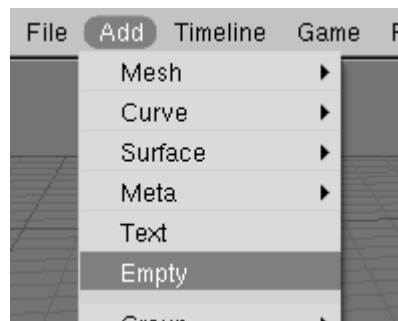 File Add Timeline Game
Mesh
Curve
Surface
Meta
Text
Empty